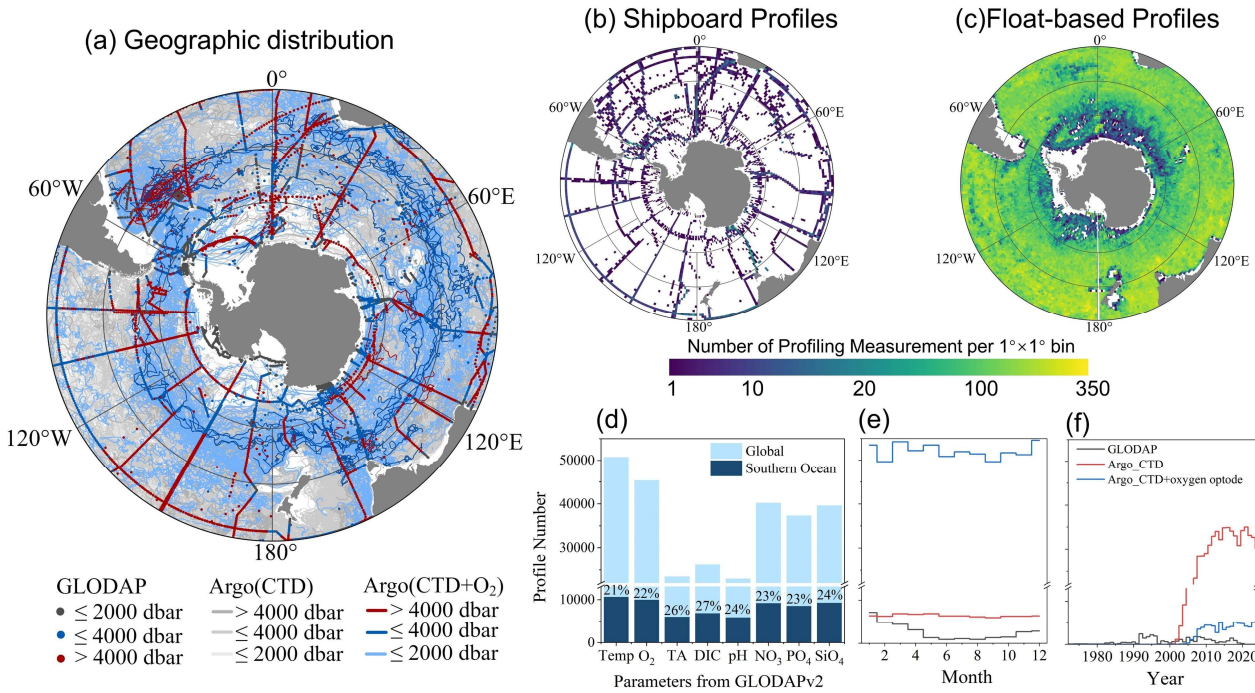 (a) Geographic distribution
0°
60°W
60°E
120°W
120°E
180°
GLODAP
≤ 2000 dbar
≤ 4000 dbar
> 4000 dbar
Argo(CTD)
> 4000 dbar
≤ 4000 dbar
≤ 2000 dbar
Argo(CTD+O₂)
> 4000 dbar
≤ 4000 dbar
≤ 2000 dbar
(b) Shipboard Profiles
0°
60°W
60°E
120°W
120°E
180°
(c)Float-based Profiles
0°
60°W
60°E
120°W
120°E
180°
Number of Profiling Measurement per 1°×1° bin
1 10 20 100 350
(d)
Global
Southern Ocean
Profile Number
50000
40000
30000
10000
0
21% 22% 26% 27% 24% 23% 23% 24%
Temp O₂ TA DIC pH NO₃ PO₄ SiO₄
Parameters from GLODAPv2
(e)
2 4 6 8 10 12
Month
(f)
GLODAP
Argo_CTD
Argo_CTD+oxygen optode
1980 1990 2000 2010 2020
Year